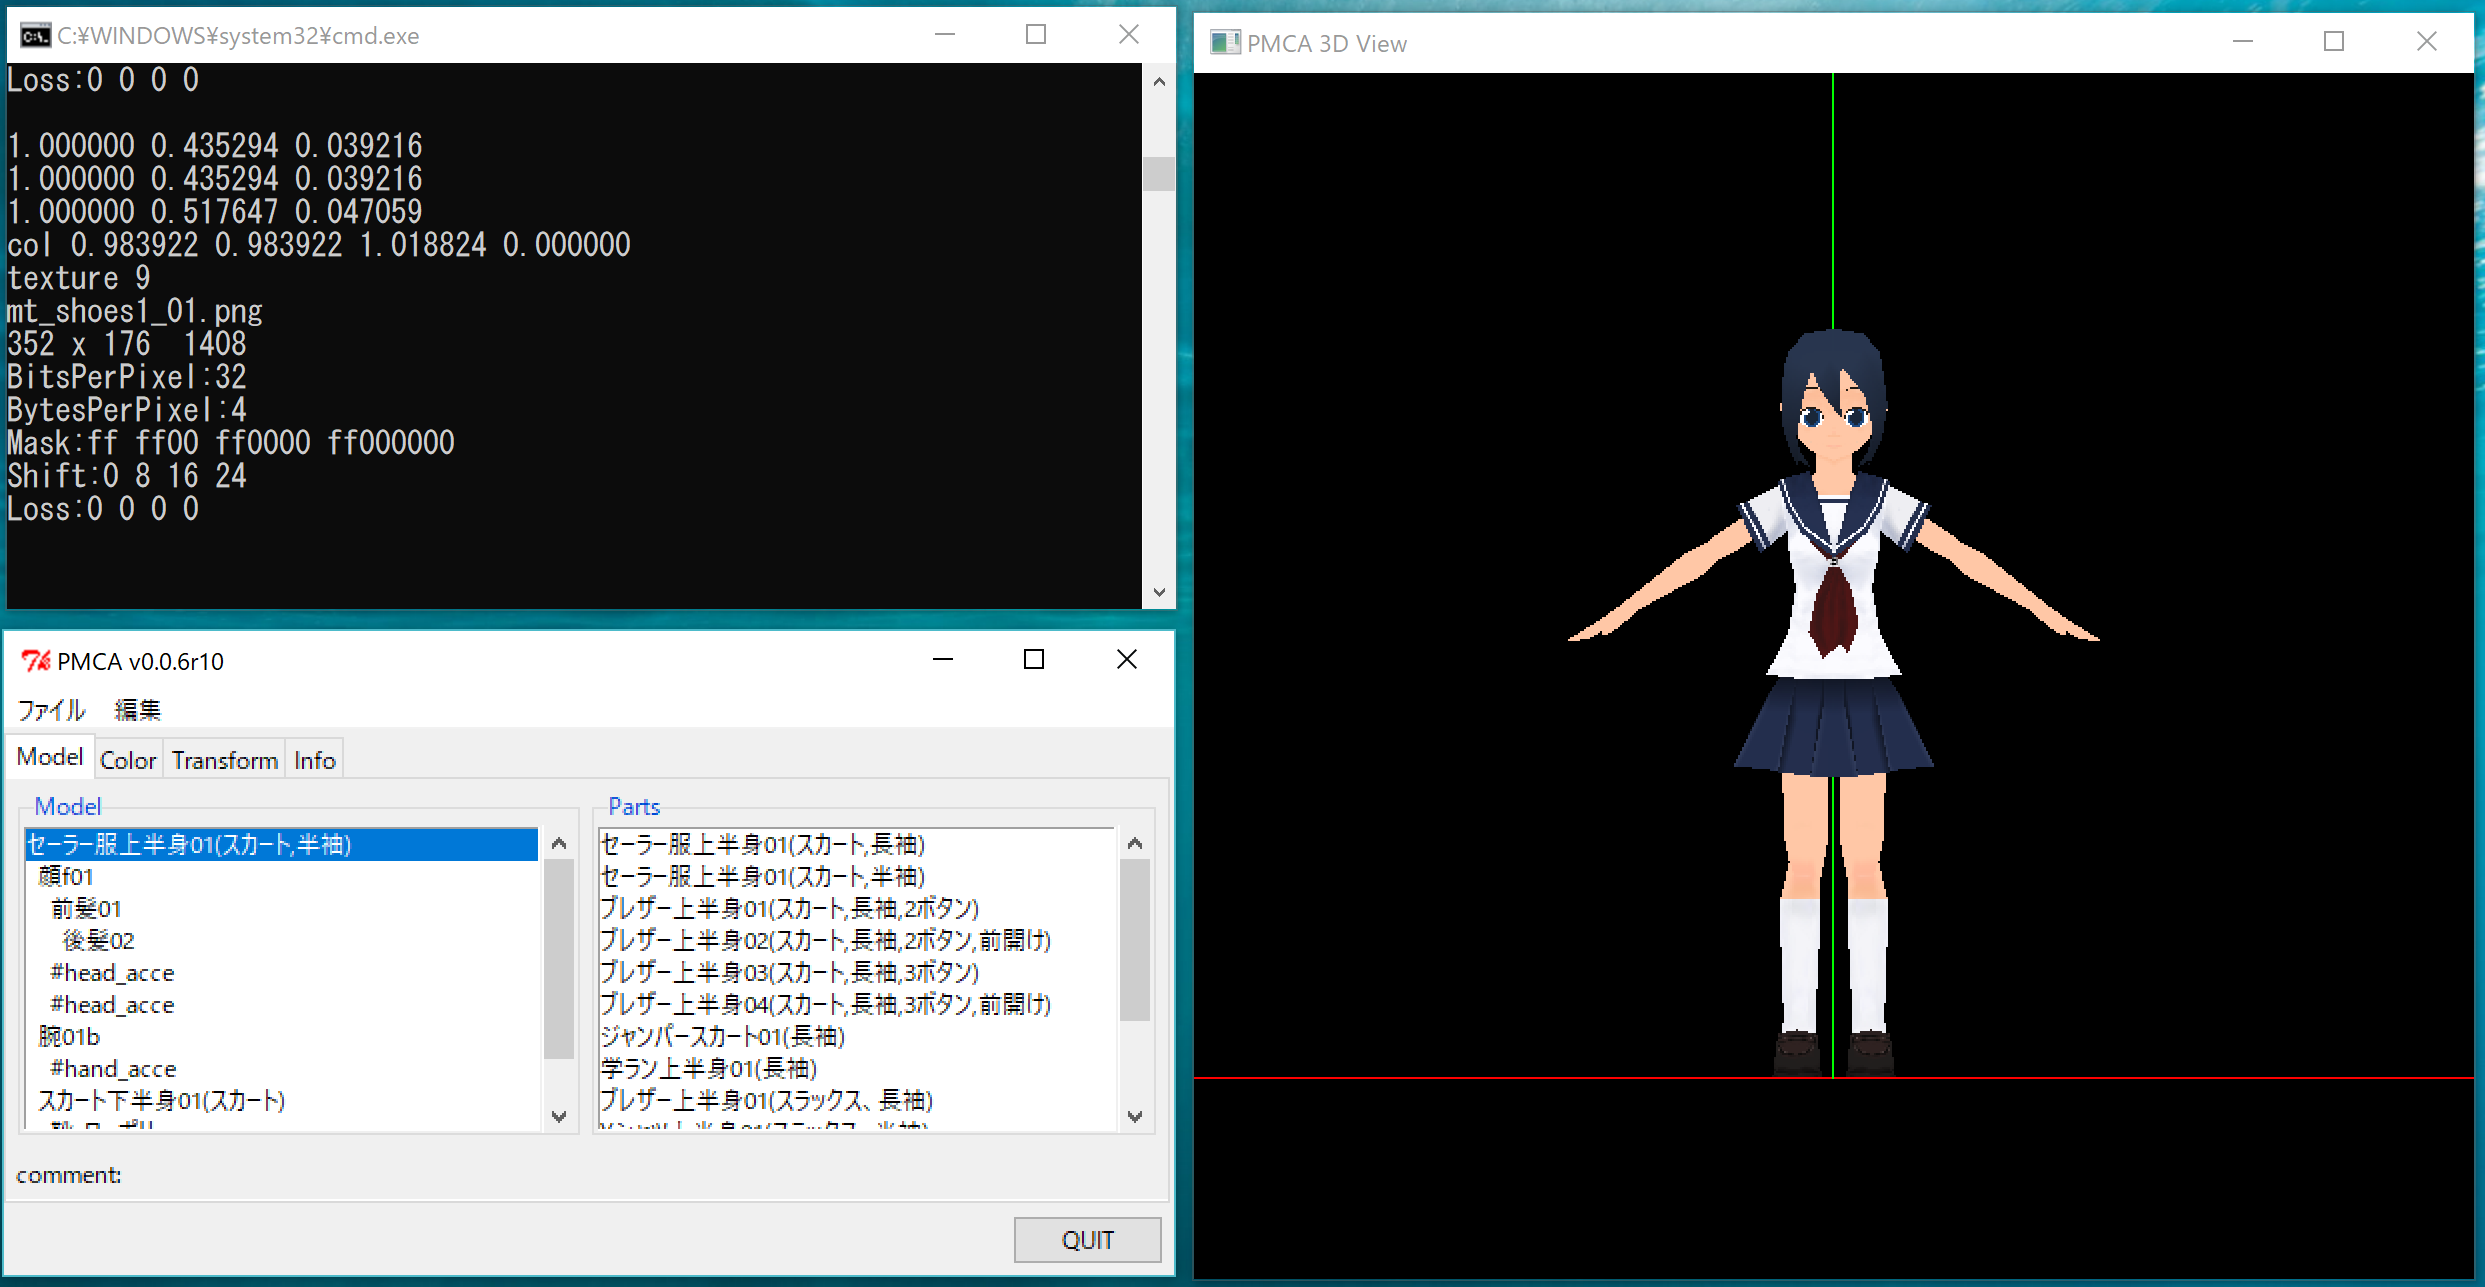 C:¥WINDOWS¥system32¥cmd.exe
Loss:0 0 0 0
1.000000 0.435294 0.039216
1.000000 0.435294 0.039216
1.000000 0.517647 0.047059
col 0.983922 0.983922 1.018824 0.000000
texture 9
mt_shoes1_01.png
352 x 176  1408
BitsPerPixel:32
BytesPerPixel:4
Mask:ff ff00 ff0000 ff000000
Shift:0 8 16 24
Loss:0 0 0 0
PMCA v0.0.6r10
ファイル 編集
Model Color Transform Info
Model
セーラー服上半身01(スカート,半袖)
顔f01
前髪01
後髪02
#head_acce
#head_acce
腕01b
#hand_acce
スカート下半身01(スカート)
Parts
セーラー服上半身01(スカート,長袖)
セーラー服上半身01(スカート,半袖)
ブレザー上半身01(スカート,長袖,2ボタン)
ブレザー上半身02(スカート,長袖,2ボタン,前開け)
ブレザー上半身03(スカート,長袖,3ボタン)
ブレザー上半身04(スカート,長袖,3ボタン,前開け)
ジャンパースカート01(長袖)
学ラン上半身01(長袖)
ブレザー上半身01(スラックス、長袖)
comment:
QUIT
PMCA 3D View